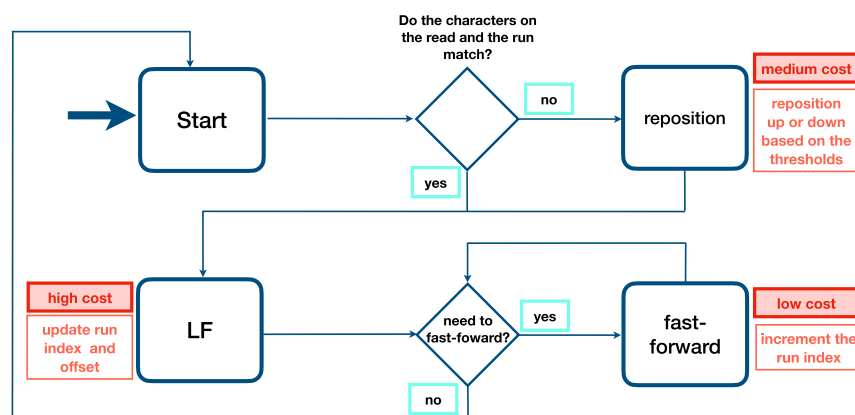 Do the characters on
the read and the run
match?
Start
no
reposition
medium cost
reposition
up or down
based on the
thresholds
yes
high cost
update run
index and
offset
LF
need to
fast-foward?
yes
fast-
forward
low cost
increment the
run index
no